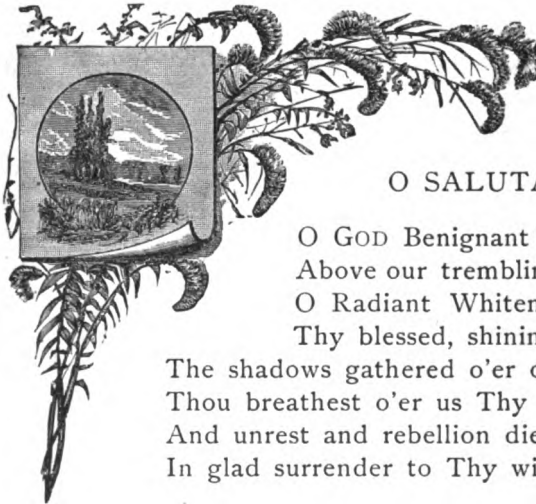 O SALUTA
O GOD Benignant
Above our tremblin
O Radiant Whiten
Thy blessed, shinin
The shadows gathered o'er o
Thou breathest o'er us Thy
And unrest and rebellion die
In glad surrender to Thy wi